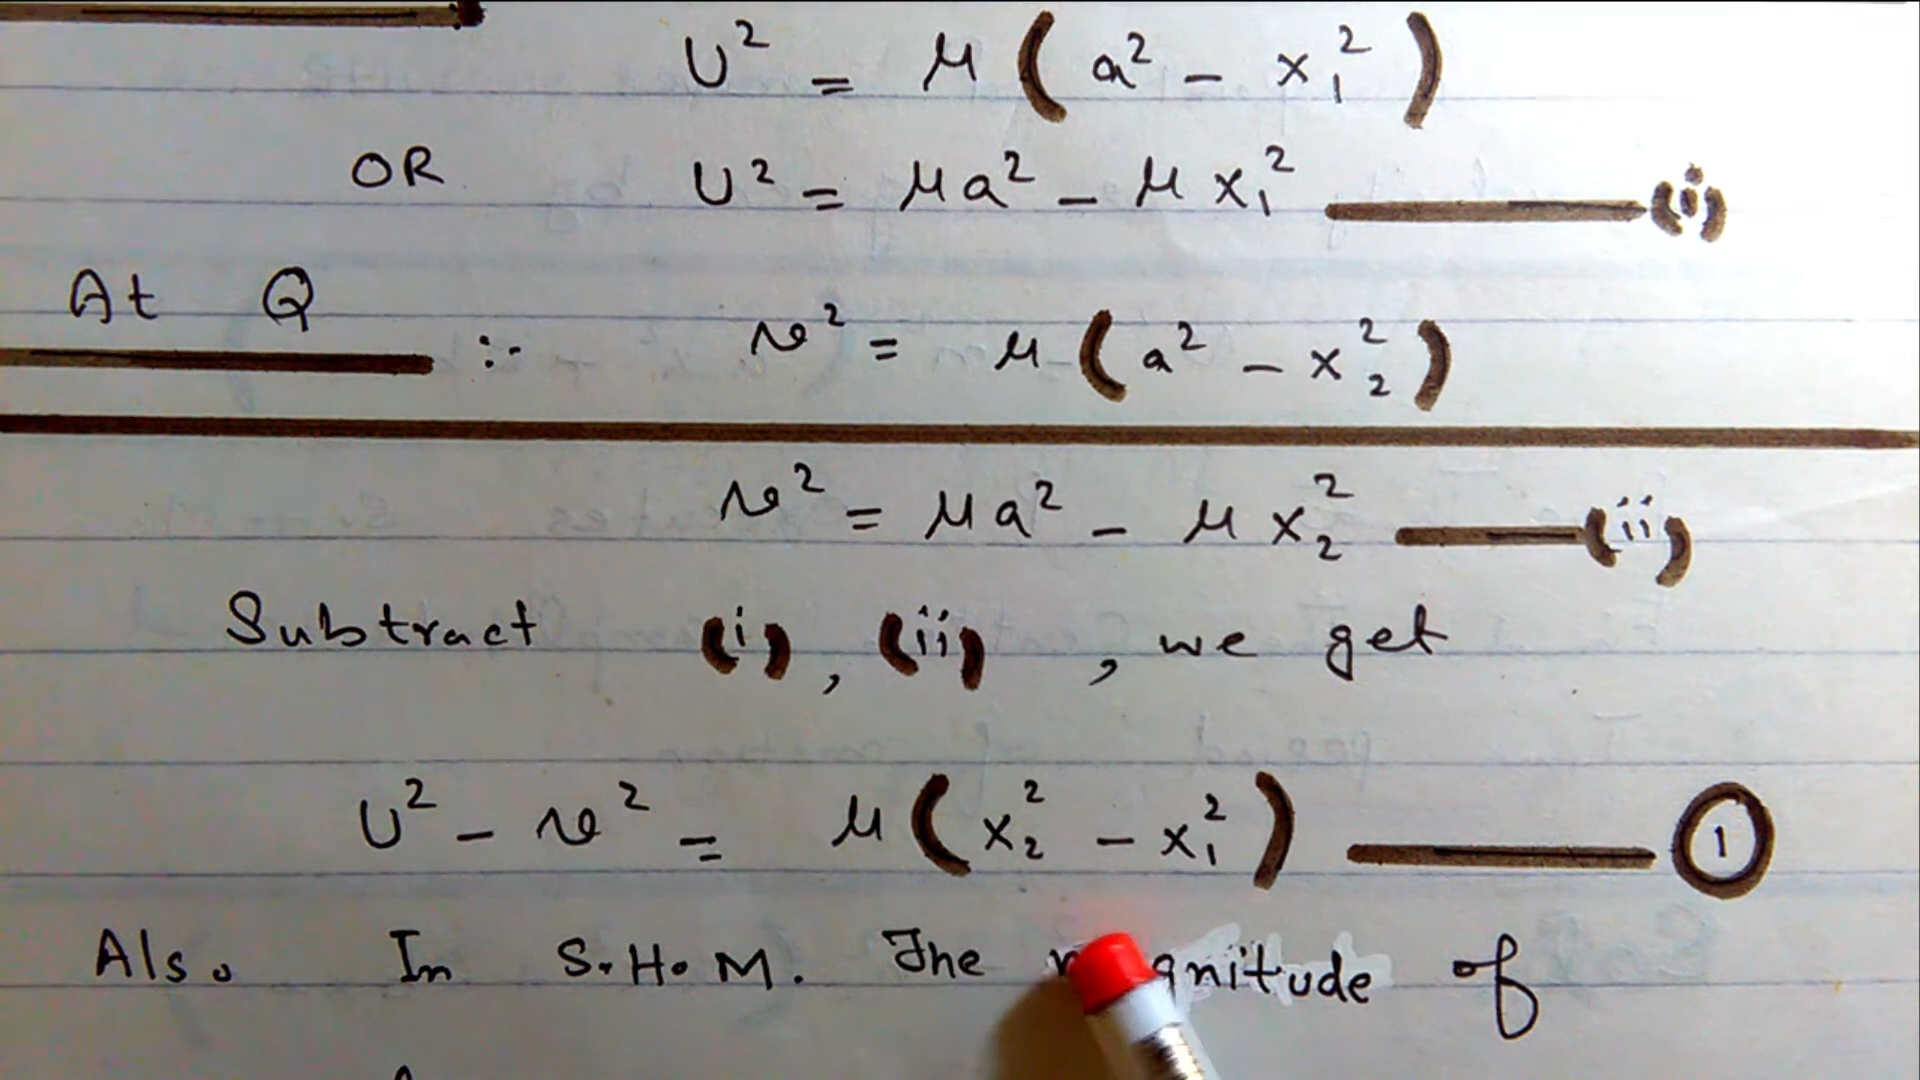 U² = μ ( a² - x₁² )
OR U² = μa² - μx₁² (i)
At Q :- v² = μ ( a² - x₂² )
v² = μa² - μx₂² (ii)
Subtract (i), (ii) , we get
U² - v² = μ ( x₂² - x₁² ) 1
Also In S.H.M. The of